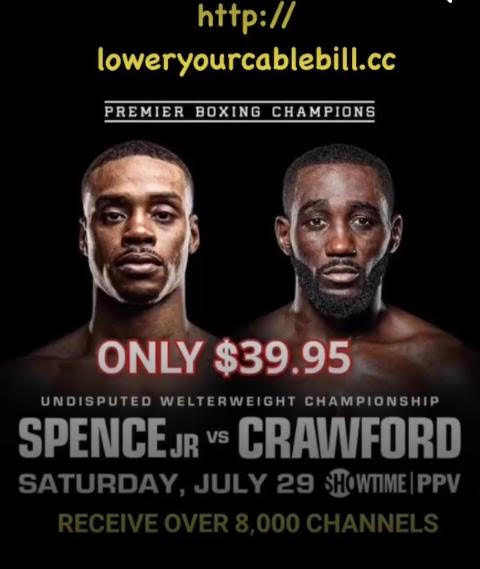 http://
loweryourcablebill.cc
PREMIER BOXING CHAMPIONS
ONLY $39.95
UNDISPUTED WELTERWEIGHT CHAMPIONSHIP
SPENCE JR VS CRAWFORD
SATURDAY, JULY 29 SHOWTIME | PPV
RECEIVE OVER 8,000 CHANNELS